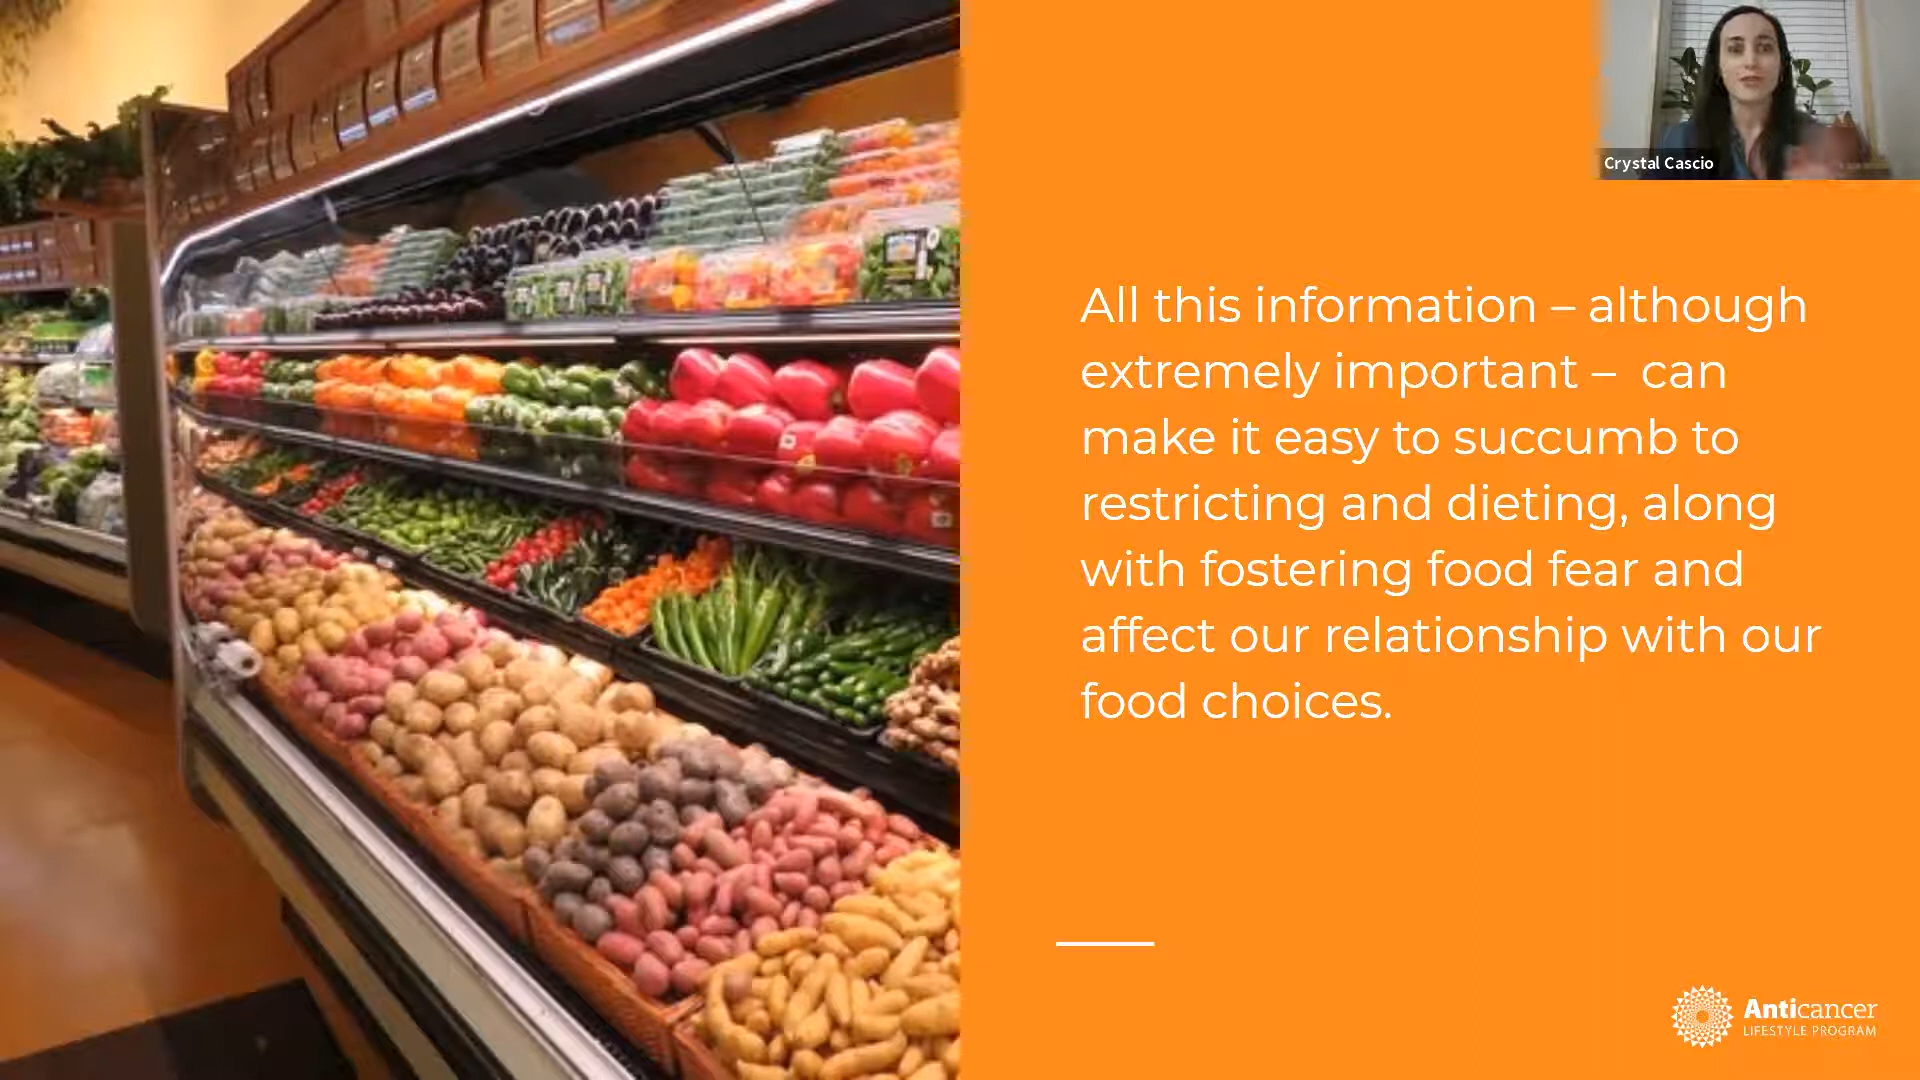 Crystal Cascio
All this information – although
extremely important –  can
make it easy to succumb to
restricting and dieting, along
with fostering food fear and
affect our relationship with our
food choices.
Anticancer
LIFESTYLE PROGRAM